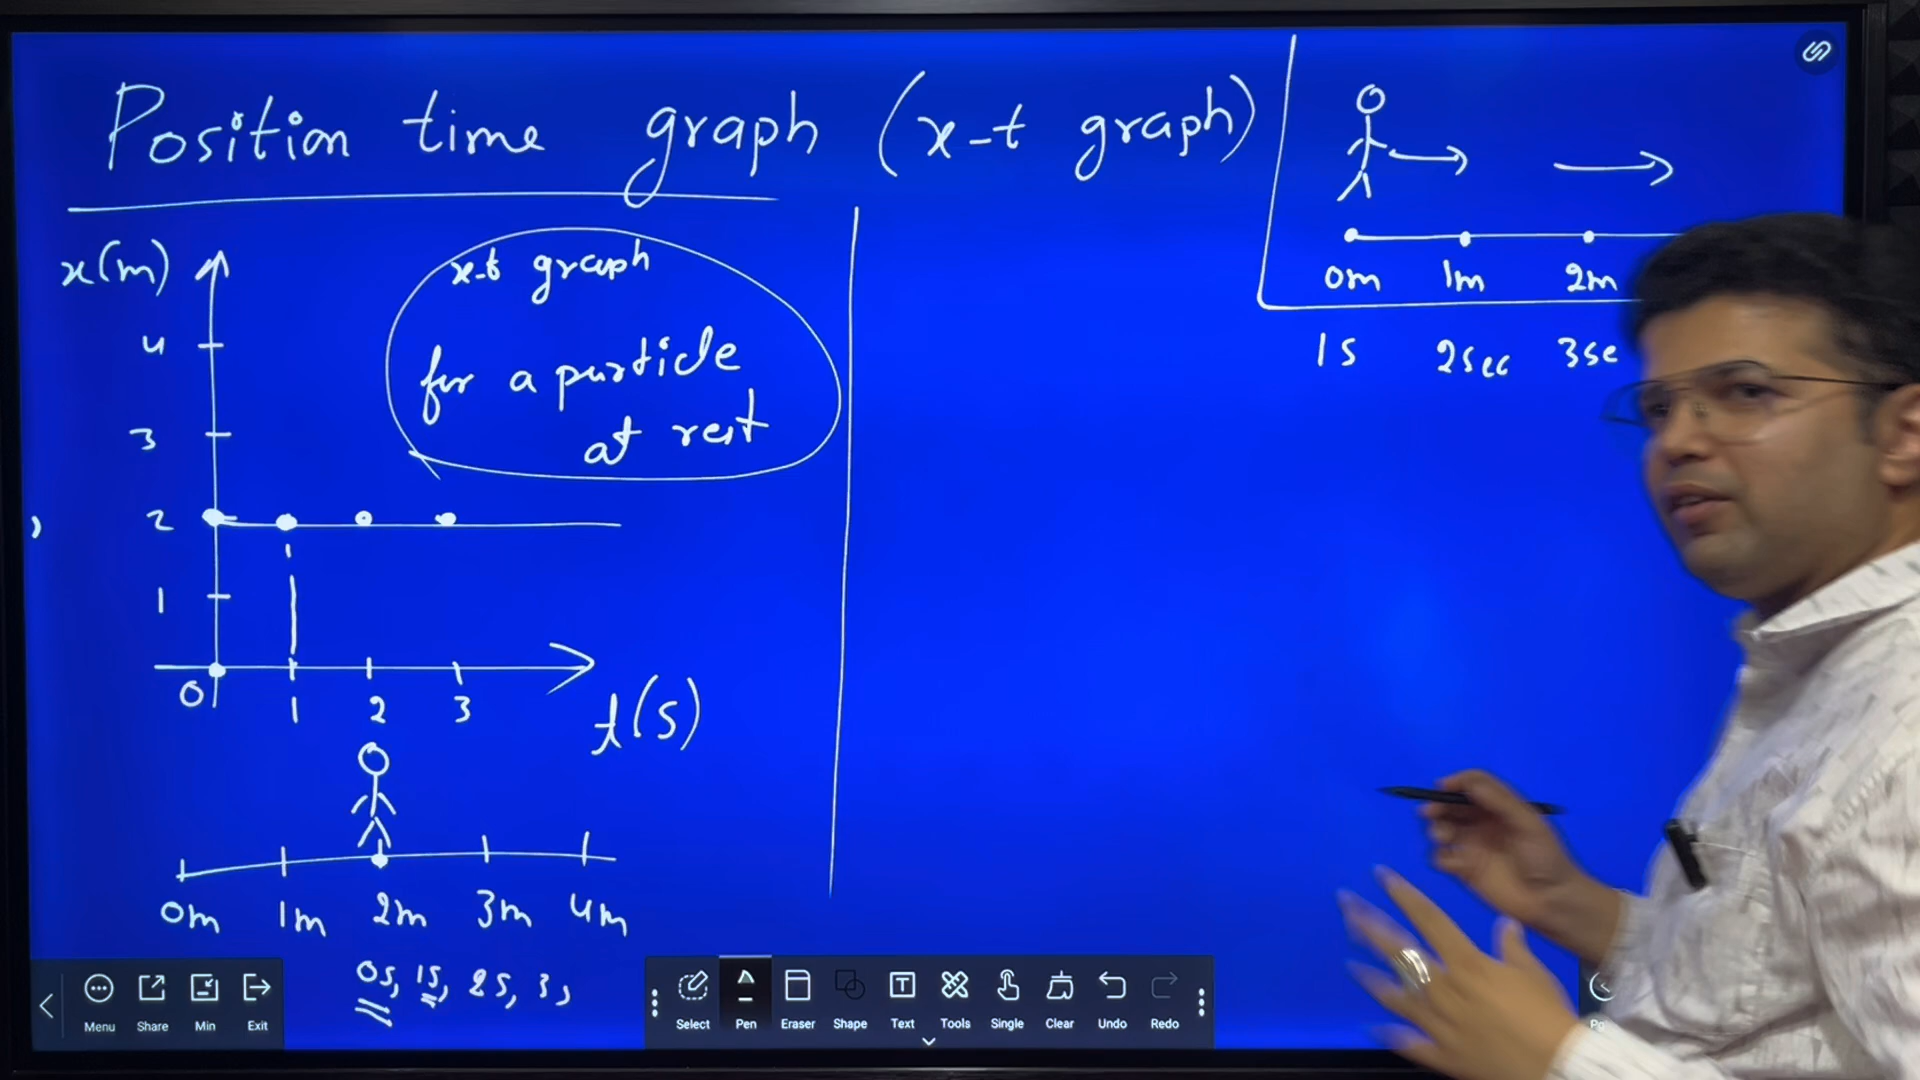 Position time graph (x-t graph)
x(m)
4
3
2
1
0
1 2 3
t(s)
x-t graph
for a particle
at rest
0m 1m 2m 3m 4m
0s, 1s, 2s, 3s
0m 1m 2m
1s 2sec 3se
Menu Share Min Exit
Select Pen Eraser Shape Text Tools Single Clear Undo Redo